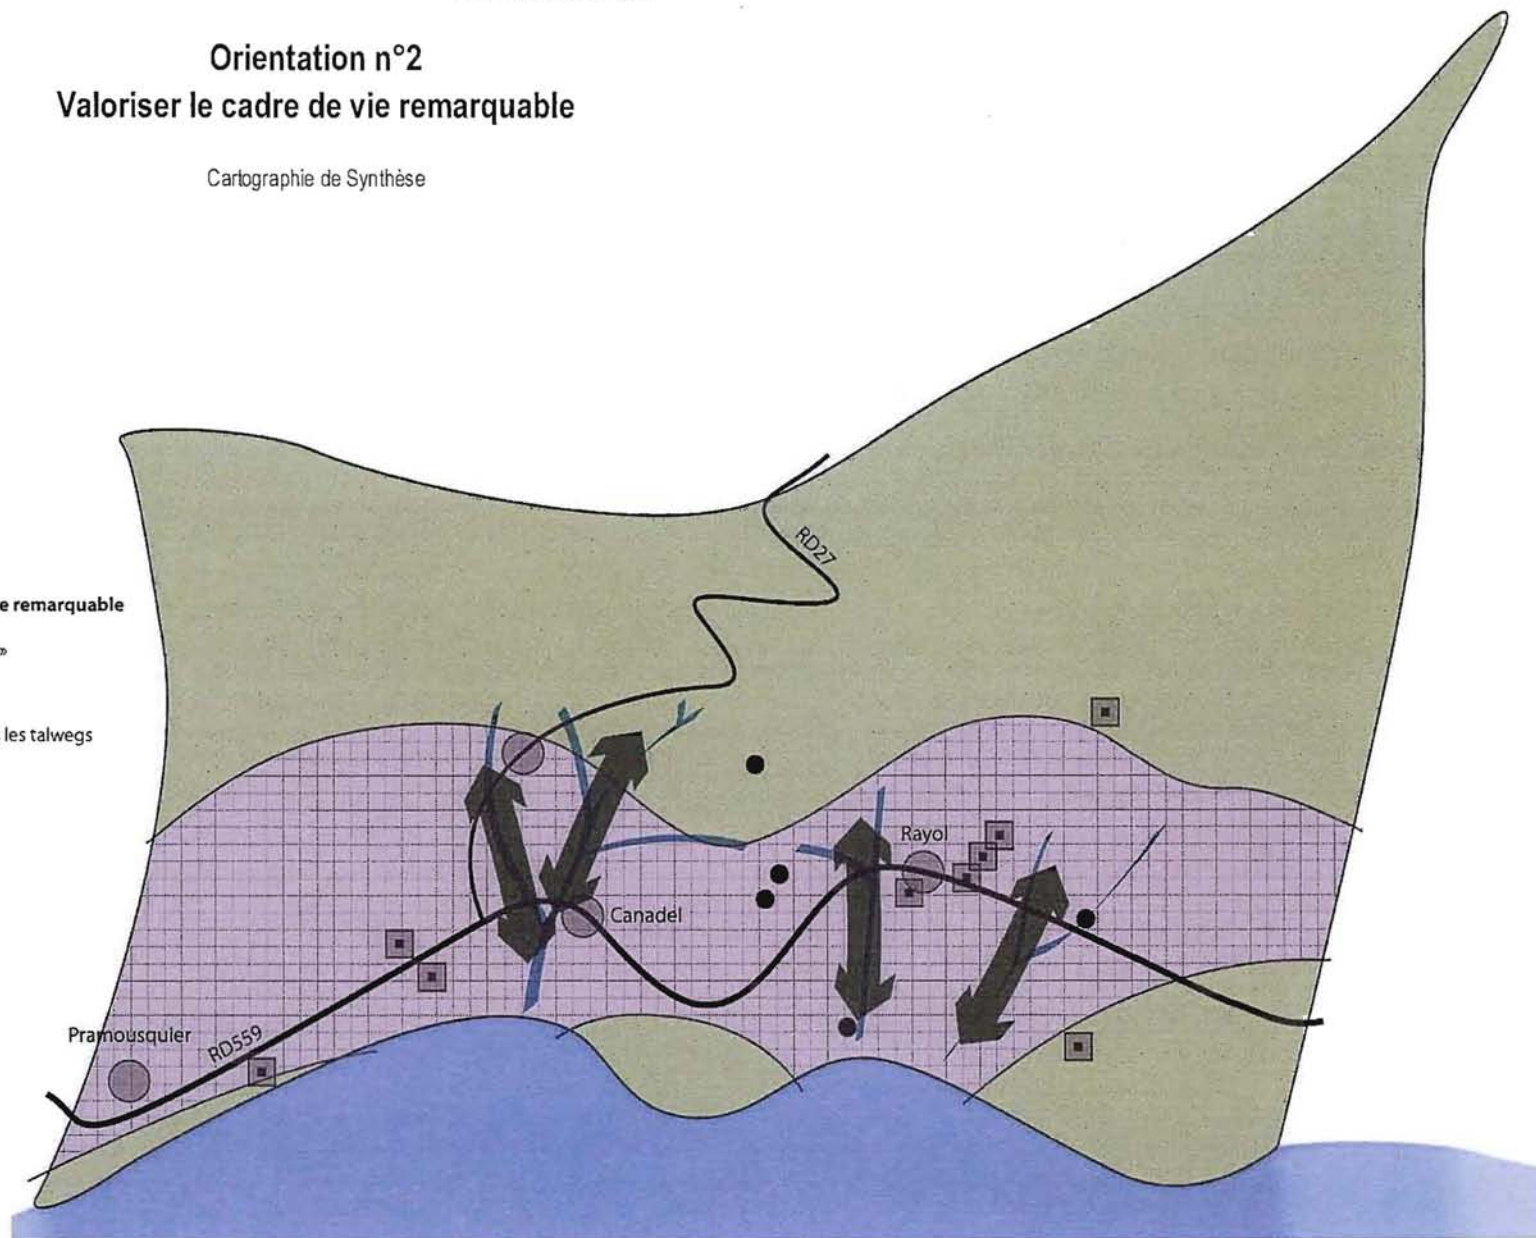 Orientation n°2
Valoriser le cadre de vie remarquable
Cartographie de Synthèse
RD27
e remarquable
»
les talwegs
Rayol
Canadel
Pramousquier
RD559